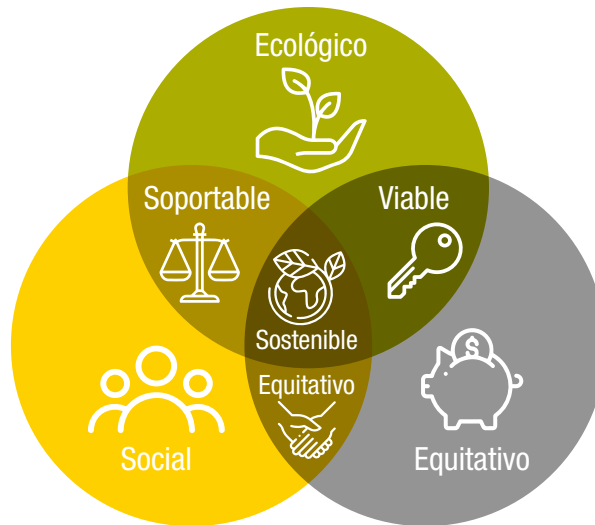 Ecológico
Soportable
Viable
Sostenible
Equitativo
Social
Equitativo